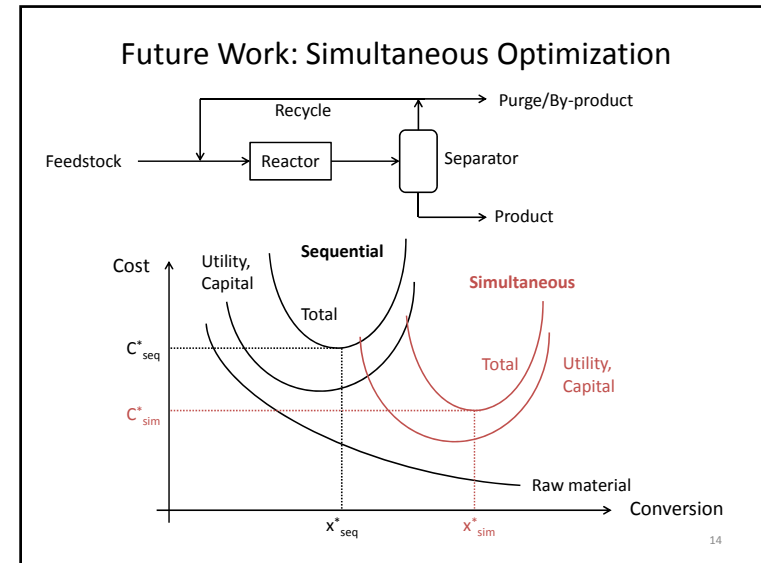 Future Work: Simultaneous Optimization
Purge/By-product
Recycle
Feedstock
Reactor
Separator
Product
Cost
Utility,
Capital
Sequential
Simultaneous
Total
C*seq
Total
Utility,
Capital
C*sim
Raw material
Conversion
x*seq
x*sim
14